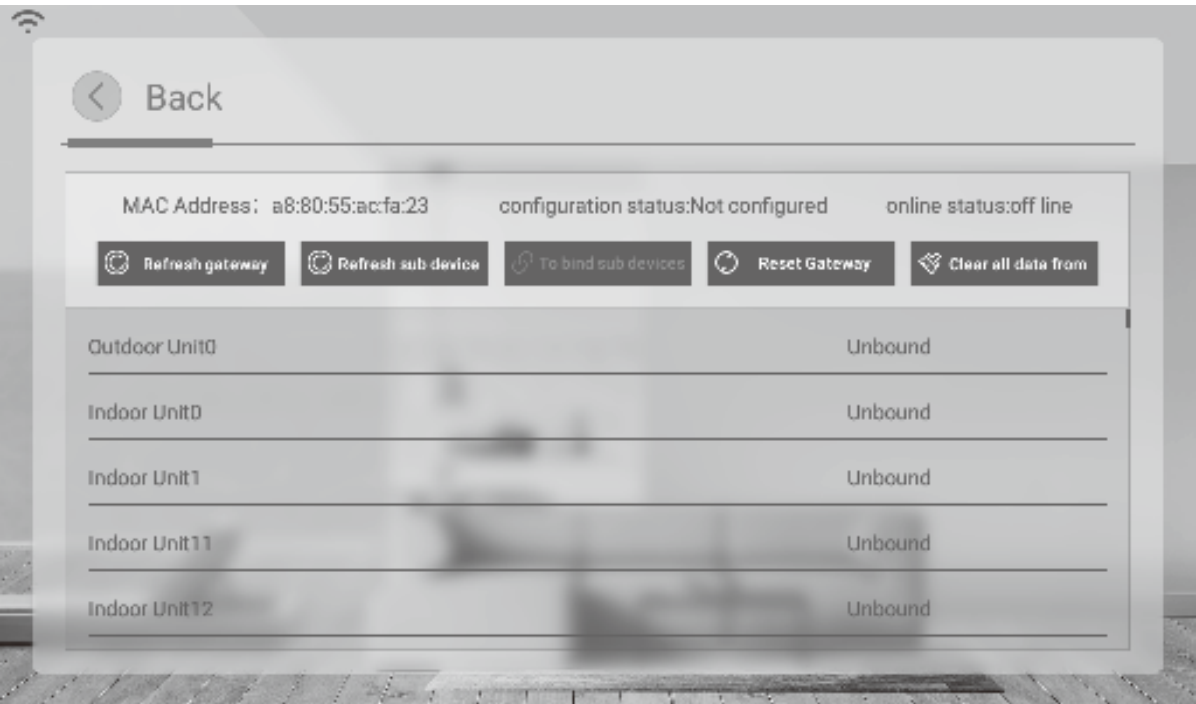 Back
MAC Address: a8:80:55:ac:fa:23 configuration status:Not configured online status:off line
Refresh gateway Refresh sub device To bind sub devices Reset Gateway Clear all data from
Outdoor Unit0 Unbound
Indoor Unit0 Unbound
Indoor Unit1 Unbound
Indoor Unit11 Unbound
Indoor Unit12 Unbound